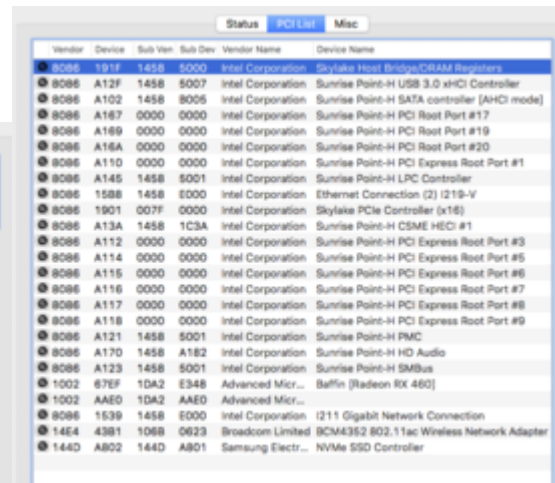 Status PCI List Misc
Vendor Device Sub Ven Sub Dev Vendor Name Device Name
8086 191F 1458 5000 Intel Corporation Skylake Host Bridge/DRAM Registers
8086 A12F 1458 5007 Intel Corporation Sunrise Point-H USB 3.0 xHCI Controller
8086 A102 1458 B005 Intel Corporation Sunrise Point-H SATA controller [AHCI mode]
8086 A167 0000 0000 Intel Corporation Sunrise Point-H PCI Root Port #17
8086 A169 0000 0000 Intel Corporation Sunrise Point-H PCI Root Port #19
8086 A16A 0000 0000 Intel Corporation Sunrise Point-H PCI Root Port #20
8086 A110 0000 0000 Intel Corporation Sunrise Point-H PCI Express Root Port #1
8086 A145 1458 5001 Intel Corporation Sunrise Point-H LPC Controller
8086 15B8 1458 E000 Intel Corporation Ethernet Connection (2) I219-V
8086 1901 007F 0000 Intel Corporation Skylake PCIe Controller (x16)
8086 A13A 1458 1C3A Intel Corporation Sunrise Point-H CSME HECI #1
8086 A112 0000 0000 Intel Corporation Sunrise Point-H PCI Express Root Port #3
8086 A114 0000 0000 Intel Corporation Sunrise Point-H PCI Express Root Port #5
8086 A115 0000 0000 Intel Corporation Sunrise Point-H PCI Express Root Port #6
8086 A116 0000 0000 Intel Corporation Sunrise Point-H PCI Express Root Port #7
8086 A117 0000 0000 Intel Corporation Sunrise Point-H PCI Express Root Port #8
8086 A118 0000 0000 Intel Corporation Sunrise Point-H PCI Express Root Port #9
8086 A121 1458 5001 Intel Corporation Sunrise Point-H PMC
8086 A170 1458 A182 Intel Corporation Sunrise Point-H HD Audio
8086 A123 1458 5001 Intel Corporation Sunrise Point-H SMBus
1002 67EF 1DA2 E348 Advanced Micr... Baffin [Radeon RX 460]
1002 AAE0 1DA2 AAE0 Advanced Micr...
8086 1539 1458 E000 Intel Corporation I211 Gigabit Network Connection
14E4 43B1 106B 0623 Broadcom Limited BCM4352 802.11ac Wireless Network Adapter
144D A802 144D A801 Samsung Electr... NVMe SSD Controller